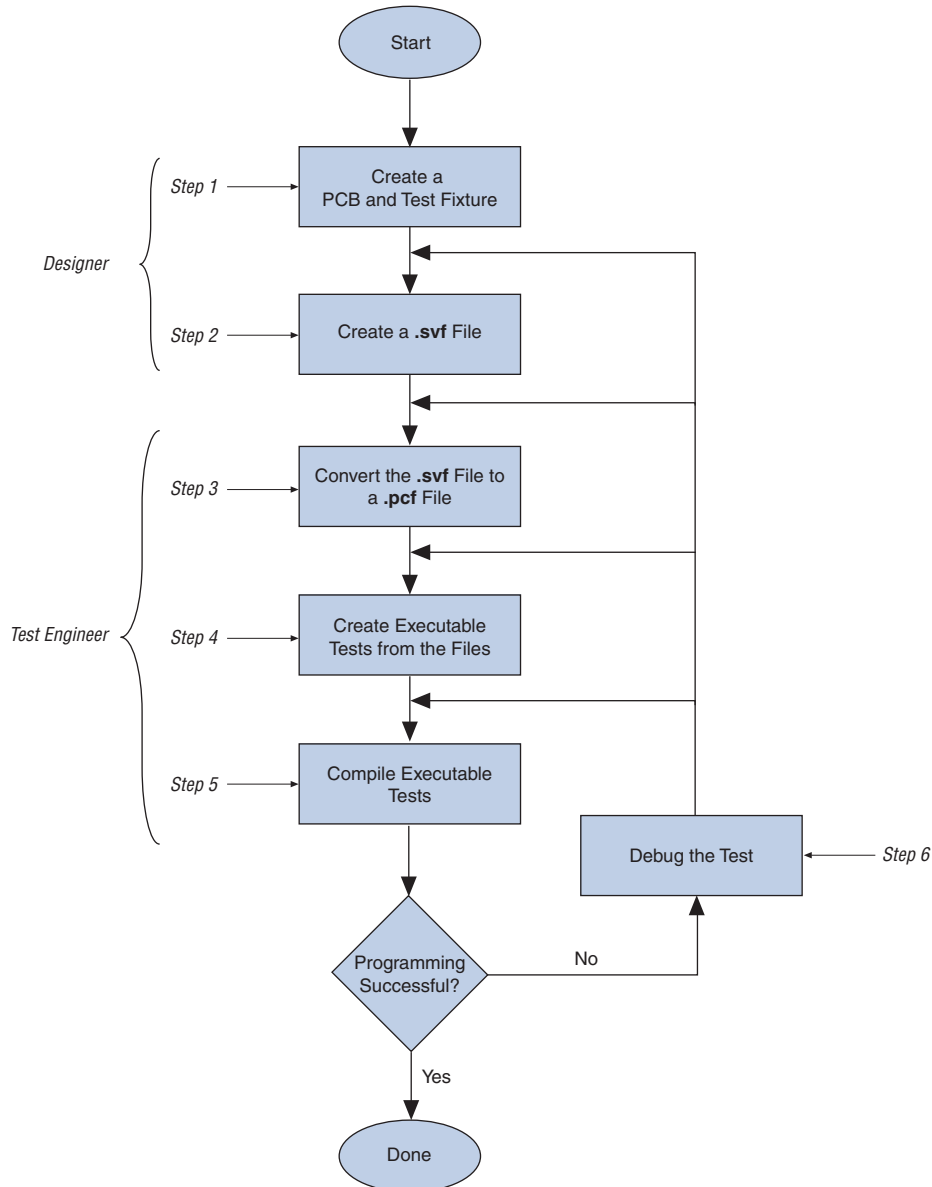 Start
Step 1
Create a
PCB and Test Fixture
Designer
Step 2
Create a .svf File
Step 3
Convert the .svf File to
a .pcf File
Test Engineer
Step 4
Create Executable
Tests from the Files
Step 5
Compile Executable
Tests
Debug the Test
Step 6
Programming
Successful?
No
Yes
Done